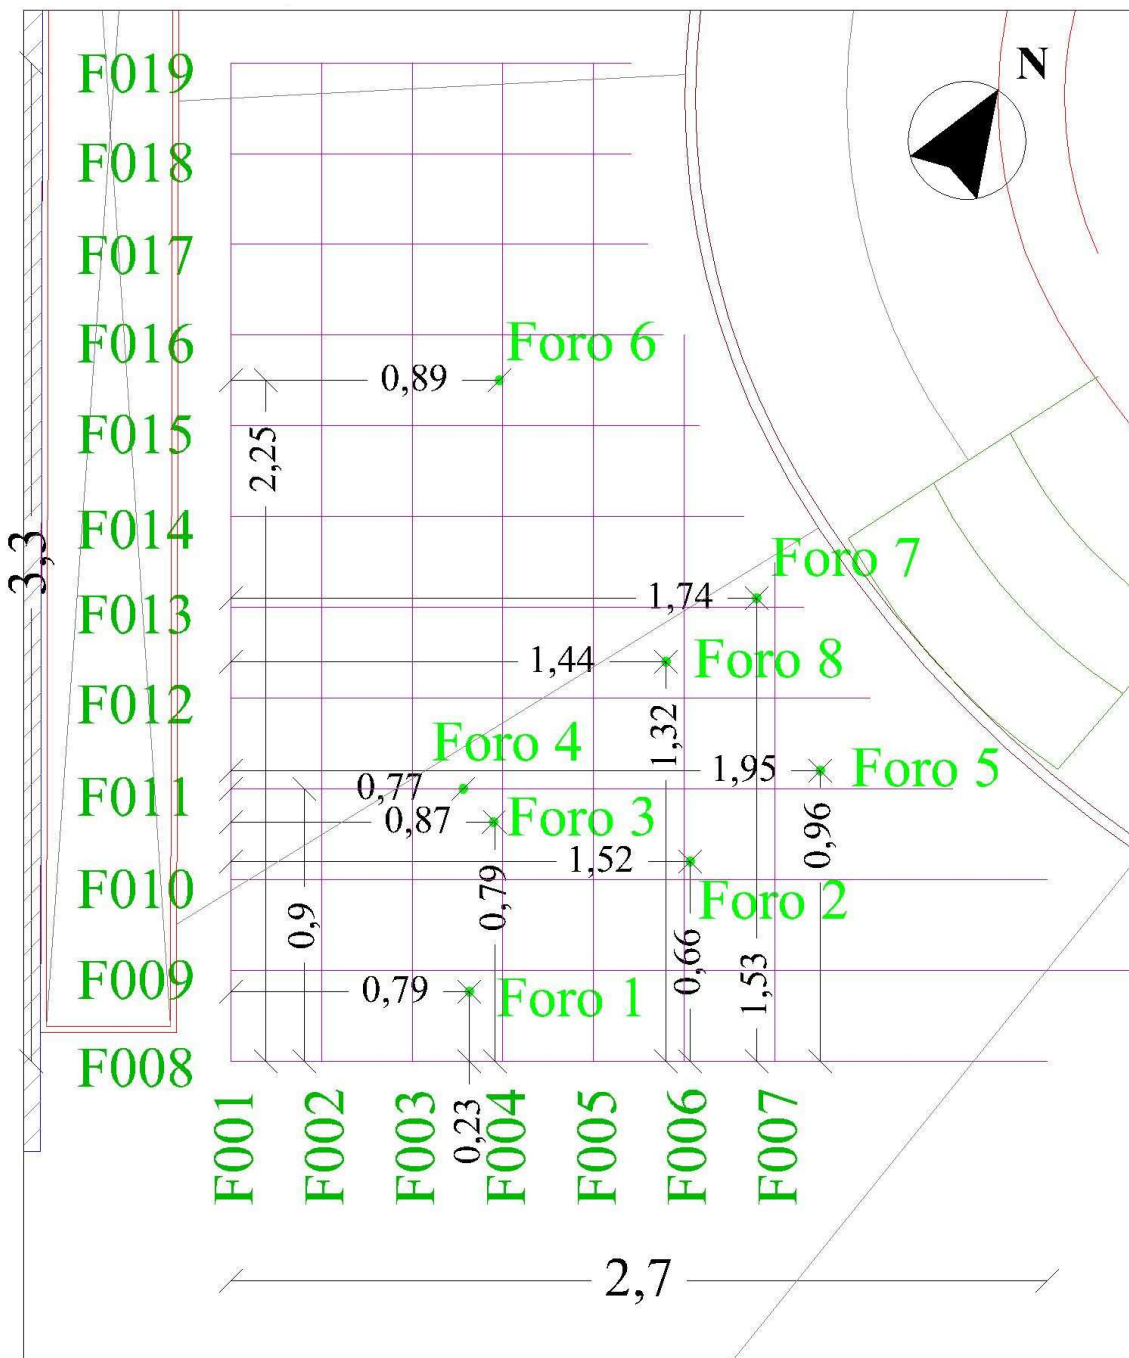 N
F019
F018
F017
F016
Foro 6
0,89
F015
2,25
F014
3,3
Foro 7
F013
1,74
1,44
Foro 8
F012
1,32
Foro 4
1,95
Foro 5
F011
0,77
0,87
Foro 3
0,96
1,52
F010
0,79
Foro 2
0,9
0,66
F009
0,79
Foro 1
1,53
F008
0,23
F001
F002
F003
F004
F005
F006
F007
2,7